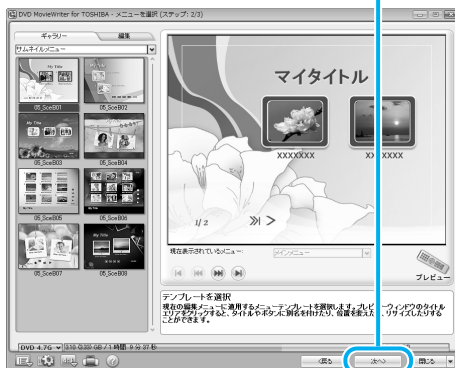 DVD MovieWriter for TOSHIBA - メニューを選択 (ステップ: 2/3)
ギャラリー
編集
サムネイルメニュー
05_SceB01
05_SceB02
05_SceB03
05_SceB04
05_SceB05
05_SceB06
05_SceB07
05_SceB08
マイタイトル
XXXXXXX
1/2
現在表示されているメニュー:
メインメニュー
プレビュー
テンプレートを選択
現在の編集メニューに適用するメニューテンプレートを選択します。プレビューウィンドウのタイトル
エリアをクリックすると、タイトルやボタンに別名を付けたり、位置を変えたり、リサイズしたりする
ことができます。
DVD 4.7G
<戻る
次へ>
閉じる